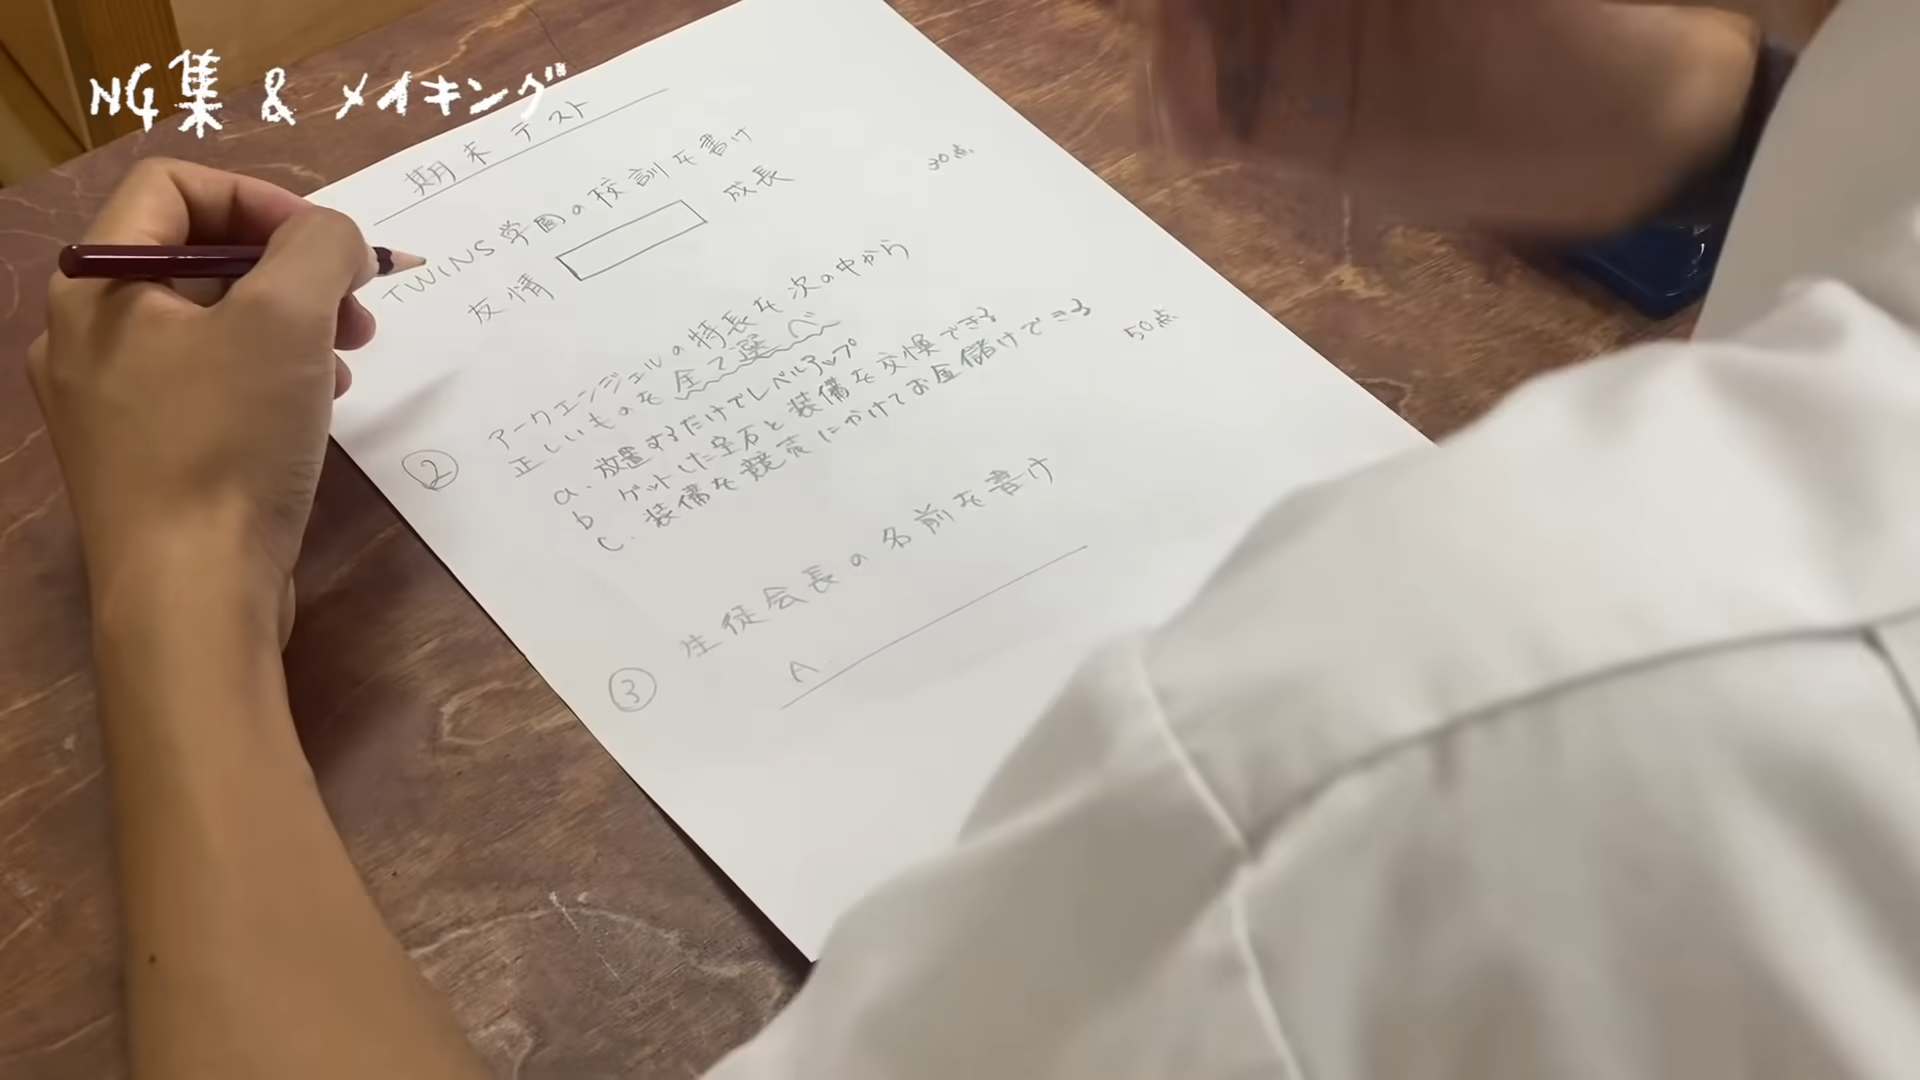 NG集 & メイキング
期末テスト
TWINS学園の校訓を書け
30点
友情 成長
② アークエンジェルの特長を次の中から
正しいものを全て選べ
50点
a. 放置するだけでレベルアップ
b ゲットした宝石と装備を交換できる
c. 装備を競売にかけてお金儲けできる
③ 生徒会長の名前を書け
A.